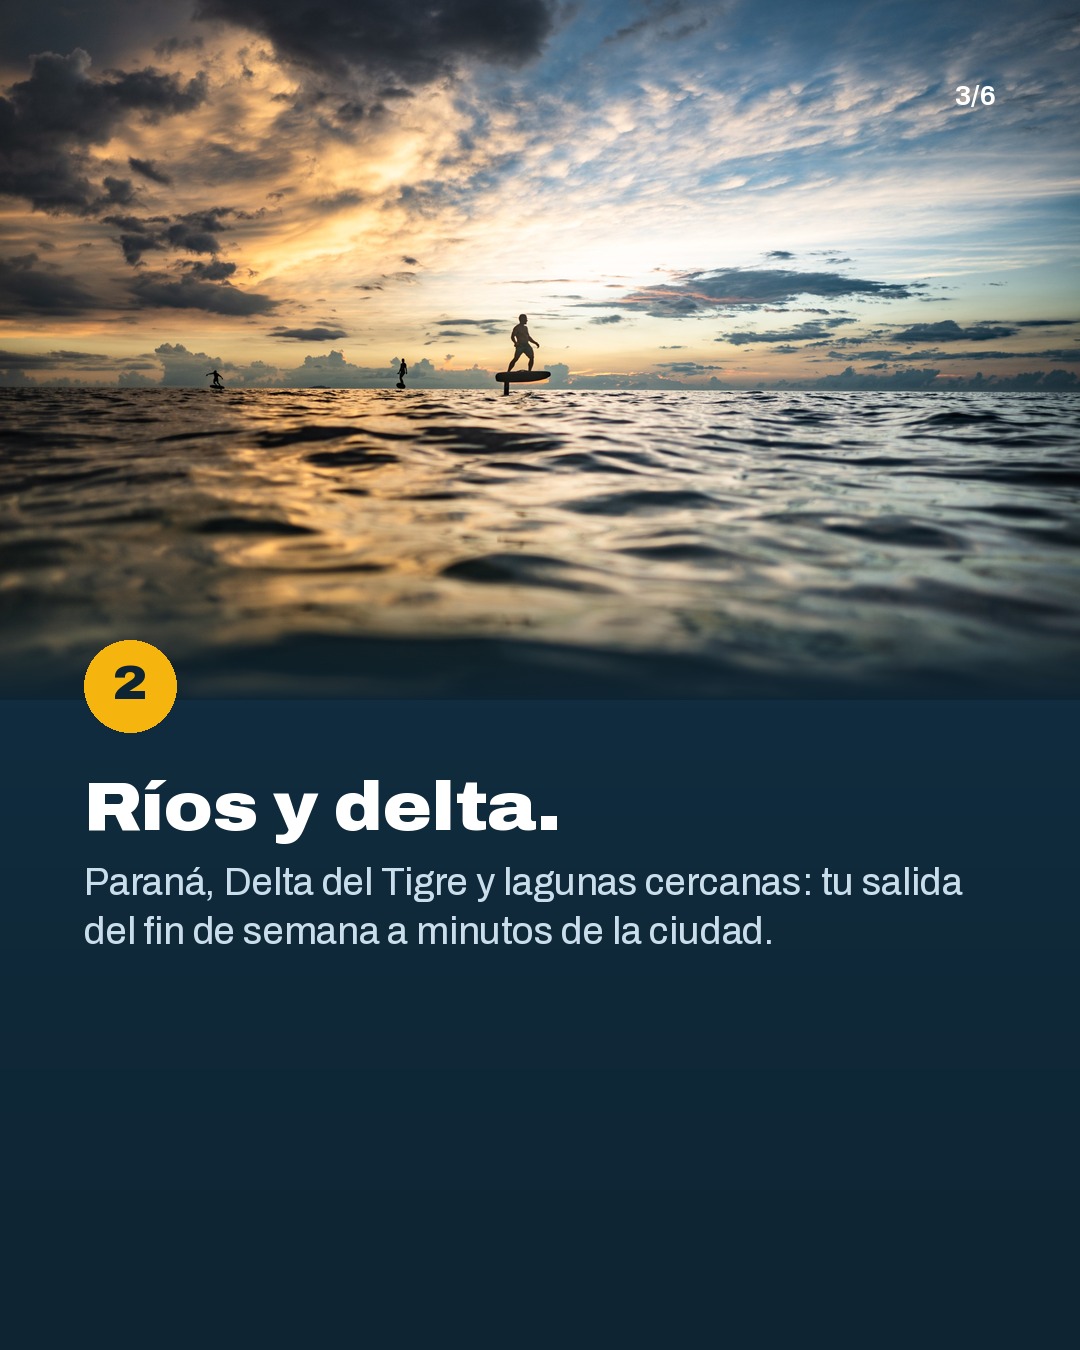 3/6
2
Ríos y delta.
Paraná, Delta del Tigre y lagunas cercanas: tu salida
del fin de semana a minutos de la ciudad.